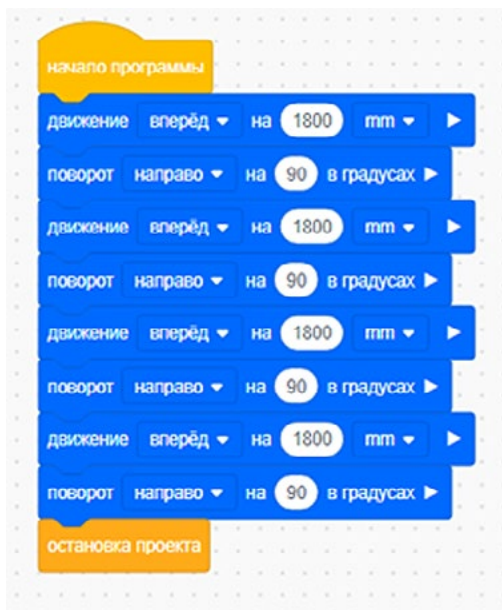 начало программы
движение вперёд на 1800 mm
поворот направо на 90 в градусах
движение вперёд на 1800 mm
поворот направо на 90 в градусах
движение вперёд на 1800 mm
поворот направо на 90 в градусах
движение вперёд на 1800 mm
поворот направо на 90 в градусах
остановка проекта